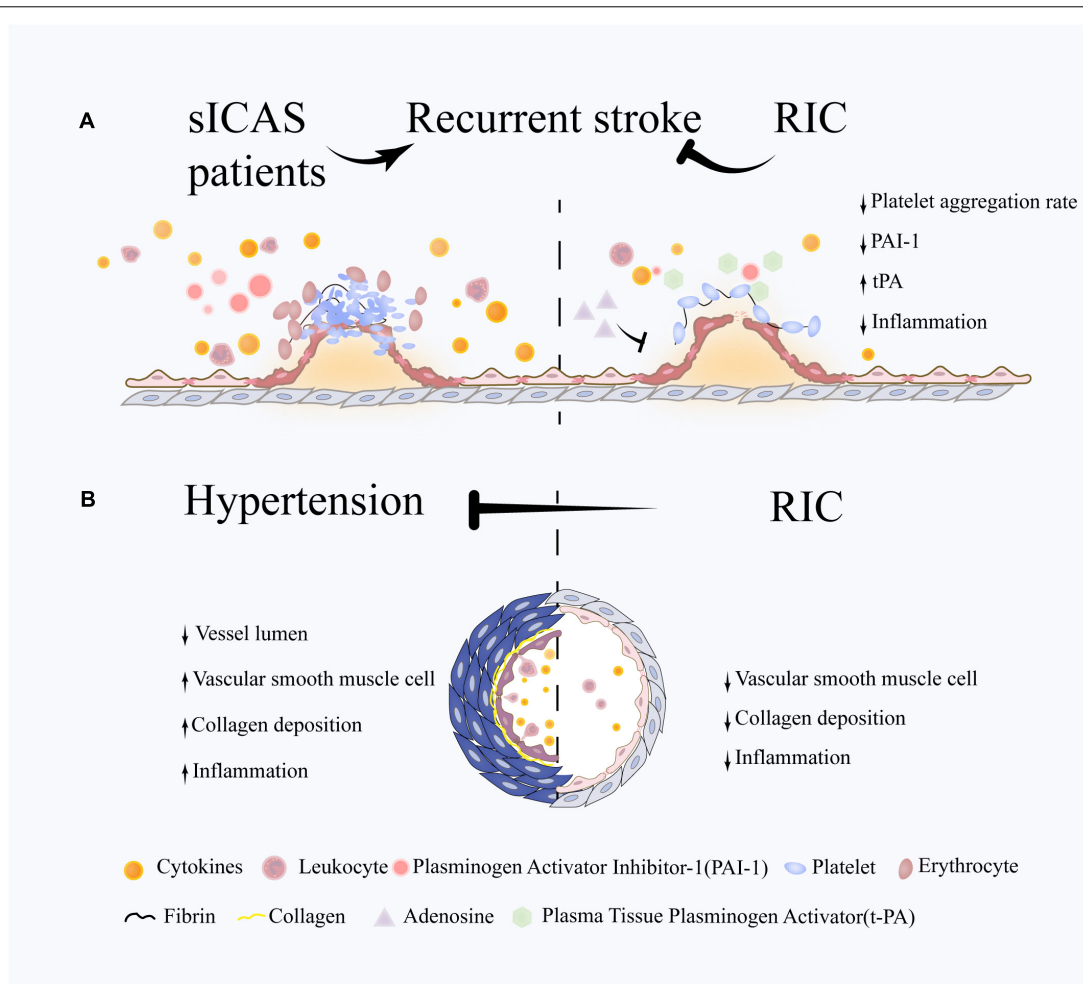 A
sICAS
patients
Recurrent stroke
RIC
↓ Platelet aggregation rate
↓ PAI-1
↑ tPA
↓ Inflammation
B
Hypertension
RIC
↓ Vessel lumen
↑ Vascular smooth muscle cell
↑ Collagen deposition
↑ Inflammation
↓ Vascular smooth muscle cell
↓ Collagen deposition
↓ Inflammation
Cytokines Leukocyte Plasminogen Activator Inhibitor-1(PAI-1) Platelet Erythrocyte
Fibrin Collagen Adenosine Plasma Tissue Plasminogen Activator(t-PA)